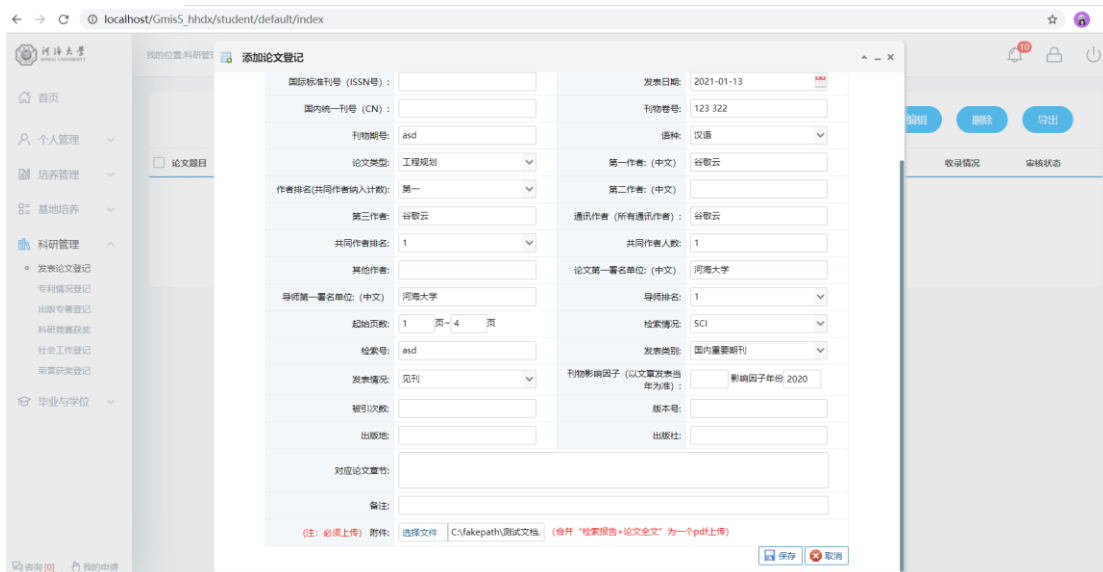 localhost/Gmis5_hhdx/student/default/index
河海大学
HOHAI UNIVERSITY
我的位置:科研管
添加论文登记
10
首页
个人管理
培养管理
基地培养
科研管理
发表论文登记
专利情况登记
出版专著登记
科研竞赛获奖
社会工作登记
荣誉获奖登记
毕业与学位
咨询[0] 我的申请
编辑 删除 导出
论文题目 收录情况 审核状态
国际标准刊号（ISSN号）: 发表日期: 2021-01-13
国内统一刊号（CN）: 刊物卷号: 123 322
刊物期号: asd 语种: 汉语
论文类型: 工程规划 第一作者:（中文） 谷敬云
作者排名(共同作者纳入计数): 第一 第二作者:（中文）
第三作者: 谷敬云 通讯作者（所有通讯作者）: 谷敬云
共同作者排名: 1 共同作者人数: 1
其他作者: 论文第一署名单位:（中文） 河海大学
导师第一署名单位:（中文） 河海大学 导师排名: 1
起始页数: 1 页~ 4 页 检索情况: SCI
检索号: asd 发表类别: 国内重要期刊
发表情况: 见刊 刊物影响因子（以文章发表当年为准）: 影响因子年份 2020
被引次数: 版本号:
出版地: 出版社:
对应论文章节:
备注:
(注：必须上传) 附件: 选择文件 C:\fakepath\测试文档. (合并“检索报告+论文全文”为一个pdf上传)
保存 取消